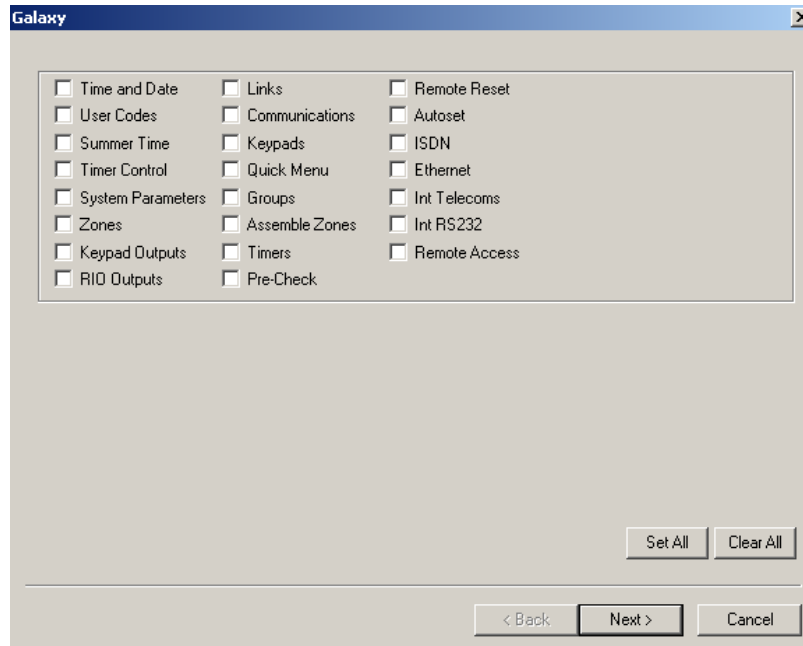 Galaxy
Time and Date
User Codes
Summer Time
Timer Control
System Parameters
Zones
Keypad Outputs
RIO Outputs
Links
Communications
Keypads
Quick Menu
Groups
Assemble Zones
Timers
Pre-Check
Remote Reset
Autoset
ISDN
Ethernet
Int Telecoms
Int RS232
Remote Access
Set All
Clear All
< Back
Next >
Cancel